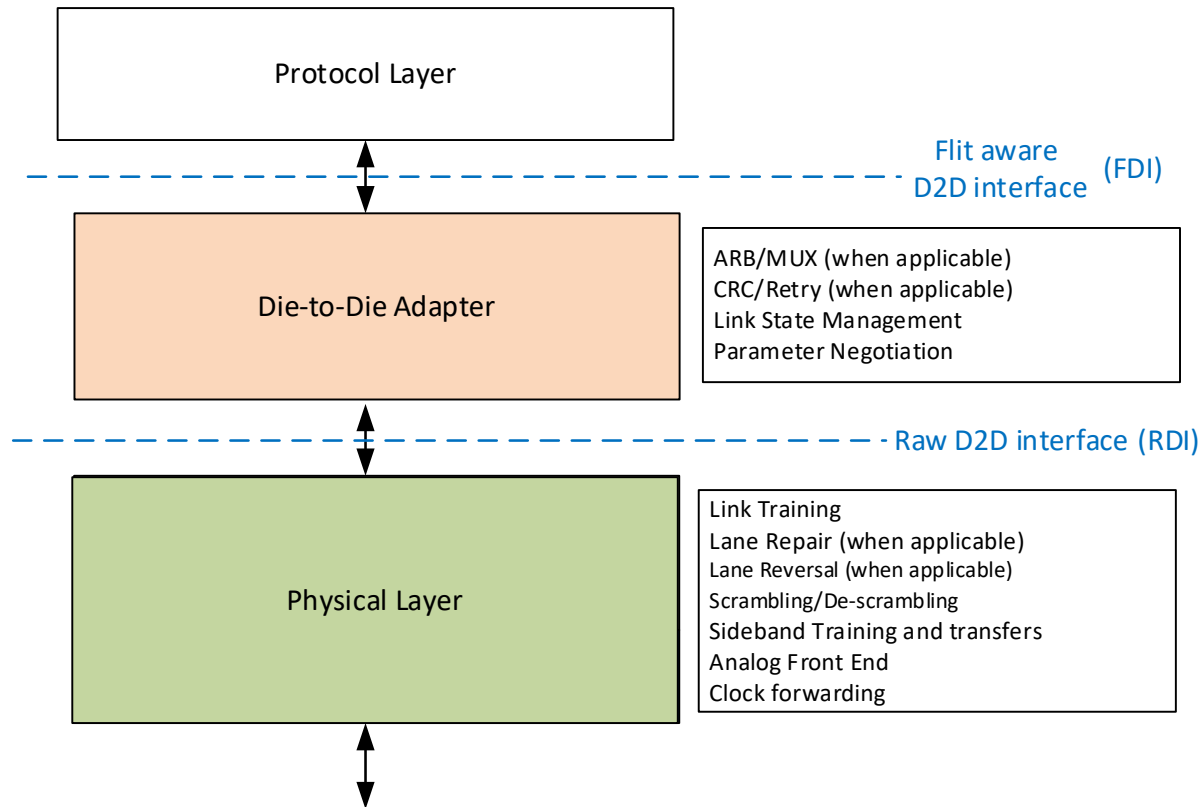 Protocol Layer
Flit aware
D2D interface (FDI)
Die-to-Die Adapter
ARB/MUX (when applicable)
CRC/Retry (when applicable)
Link State Management
Parameter Negotiation
Raw D2D interface (RDI)
Physical Layer
Link Training
Lane Repair (when applicable)
Lane Reversal (when applicable)
Scrambling/De-scrambling
Sideband Training and transfers
Analog Front End
Clock forwarding